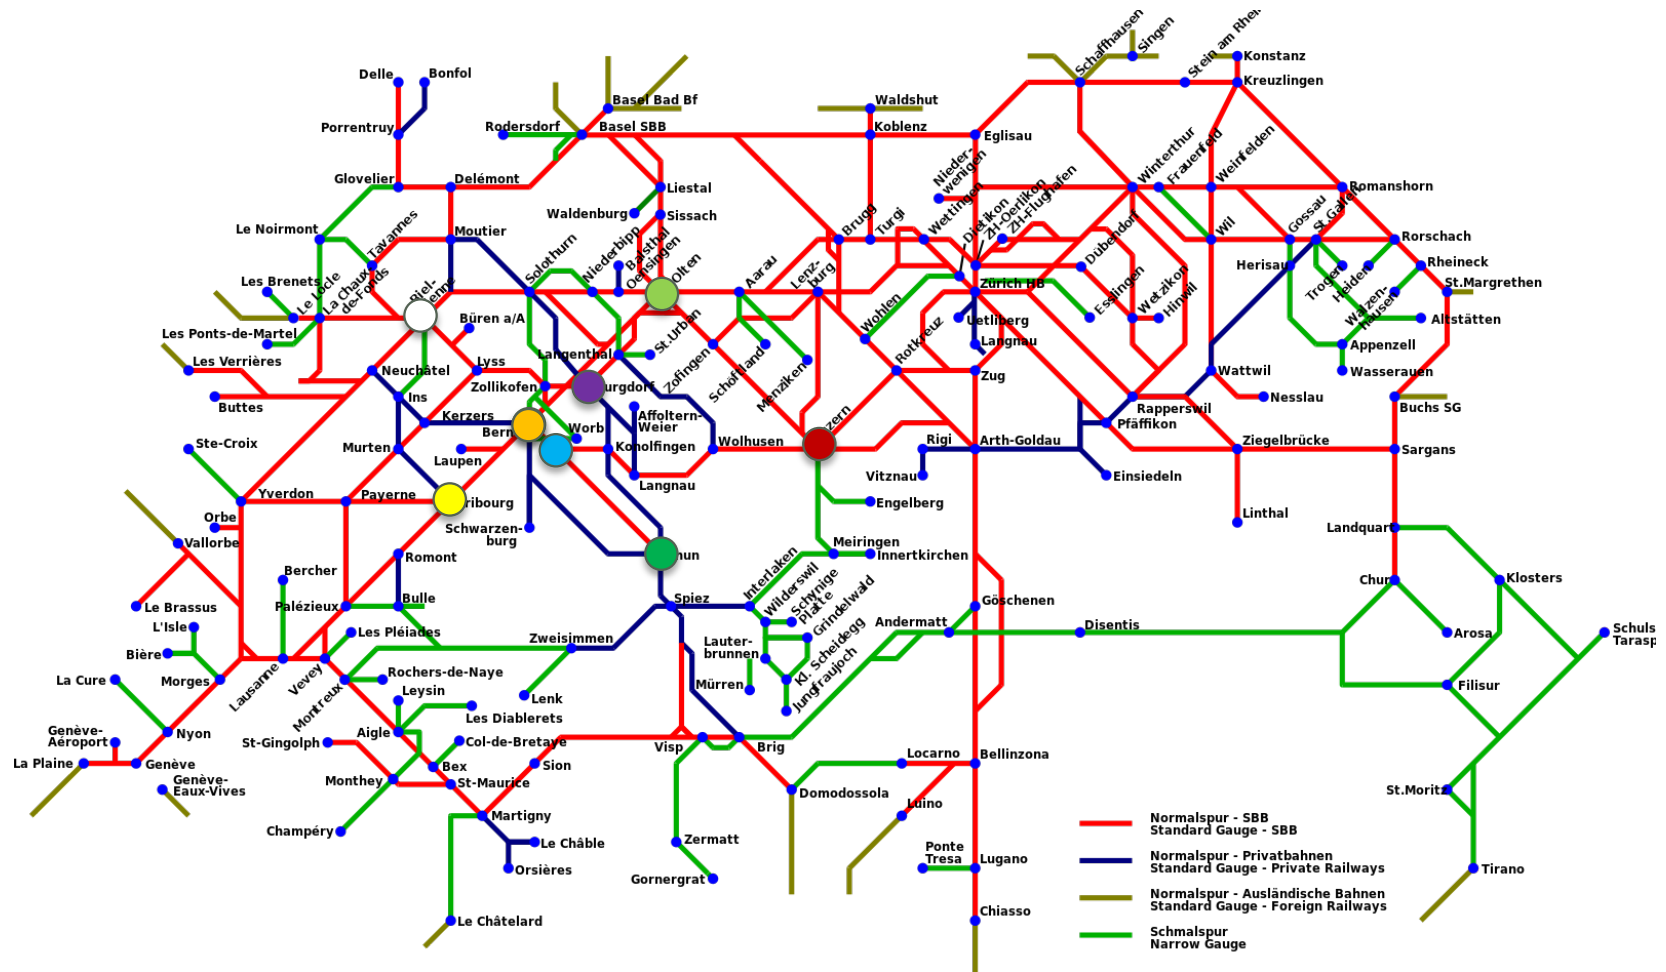 Delle
Bonfol
Porrentruy
Glovelier
Delémont
Le Noirmont
Tavannes
Moutier
Les Brenets
Le Locle
La Chaux-
de-Fonds
Les Ponts-de-Martel
Les Verrières
Buttes
Ste-Croix
Neuchâtel
Büren a/A
Lyss
Ins
Kerzers
Murten
Laupen
Zollikofen
Bern
Worb
Basel Bad Bf
Basel SBB
Rodersdorf
Liestal
Waldenburg
Sissach
Solothurn
Niederbipp
Balsthal
Oensingen
Olten
Langenthal
St.Urban
Zofingen
Schöftland
Menziken
Aarau
Lenz-
burg
Affoltern-
Weier
Konolfingen
Langnau
Wolhusen
Waldshut
Koblenz
Eglisau
Brugg
Turgi
Wettingen
Nieder-
wenigen
Dietikon
ZH-Oerlikon
ZH-Flughafen
Dübendorf
Zürich HB
Uetliberg
Langnau
Wohlen
Rotkreuz
Zug
Esslingen
Wetzikon
Hinwil
Schaffhausen
Singen
Stein am Rhei
Konstanz
Kreuzlingen
Winterthur
Frauenfeld
Weinfelden
Romanshorn
Wil
Gossau
St.Gallen
Rorschach
Herisau
Rheineck
St.Margrethen
Trogen
Heiden
Walzen-
hausen
Altstätten
Appenzell
Wasserauen
Wattwil
Nesslau
Buchs SG
Rapperswil
Pfäffikon
Rigi
Arth-Goldau
Vitznau
Einsiedeln
Ziegelbrücke
Sargans
Linthal
Landquart
Chur
Klosters
Arosa
Schuls
Tarasp
Filisur
St.Moritz
Tirano
Disentis
Andermatt
Göschenen
Engelberg
Meiringen
Innertkirchen
Interlaken
Wilderswil
Schynige
Platte
Grindelwald
Lauter-
brunnen
Kl. Scheidegg
Jungfraujoch
Mürren
Spiez
Zweisimmen
Lenk
Schwarzen-
burg
Yverdon
Payerne
Orbe
Vallorbe
Romont
Bercher
Palézieux
Bulle
Le Brassus
L'Isle
Bière
Les Pléiades
La Cure
Morges
Lausanne
Vevey
Montreux
Rochers-de-Naye
Leysin
Les Diablerets
Genève-
Aéroport
Nyon
La Plaine
Genève
Genève-
Eaux-Vives
St-Gingolph
Aigle
Col-de-Bretaye
Bex
Monthey
St-Maurice
Sion
Champéry
Martigny
Le Châble
Orsières
Le Châtelard
Visp
Brig
Zermatt
Gornergrat
Domodossola
Locarno
Bellinzona
Luino
Ponte
Tresa
Lugano
Chiasso
Normalspur - SBB
Standard Gauge - SBB
Normalspur - Privatbahnen
Standard Gauge - Private Railways
Normalspur - Ausländische Bahnen
Standard Gauge - Foreign Railways
Schmalspur
Narrow Gauge